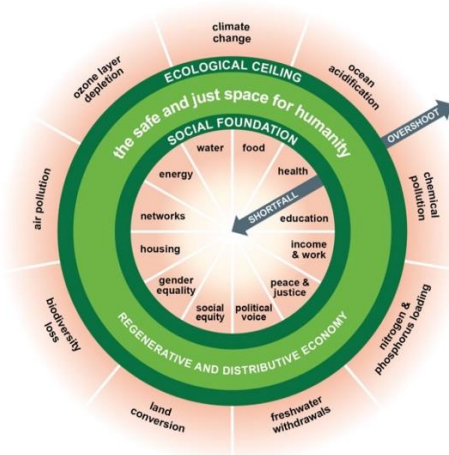 climate
change
ozone layer
depletion
ocean
acidification
ECOLOGICAL CEILING
the safe and just space for humanity
OVERSHOOT
SOCIAL FOUNDATION
water
food
energy
health
SHORTFALL
air pollution
chemical
pollution
networks
education
housing
income
& work
gender
equality
peace &
justice
social
equity
political
voice
REGENERATIVE AND DISTRIBUTIVE ECONOMY
biodiversity
loss
nitrogen &
phosphorus loading
land
conversion
freshwater
withdrawals